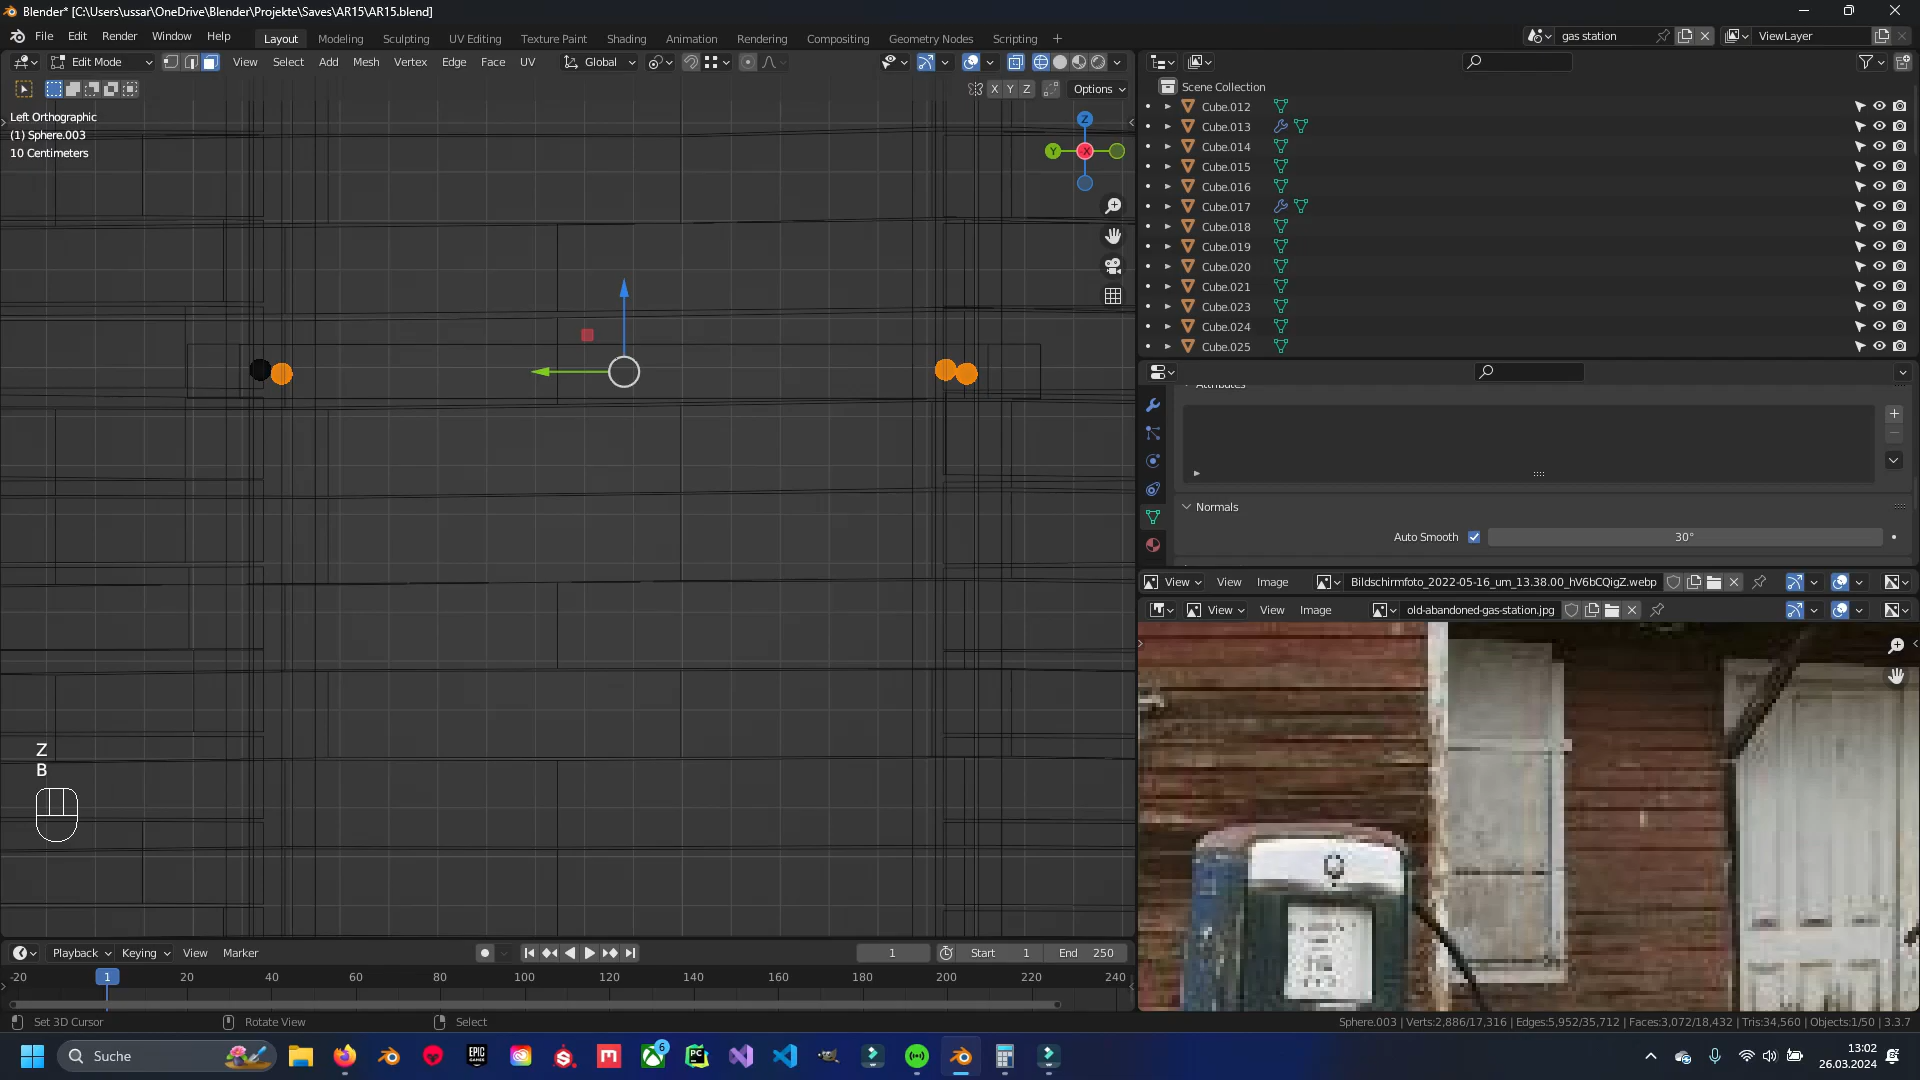 Blender* [C:\Users\ussar\OneDrive\Blender\Projekte\Saves\AR15\AR15.blend]
File Edit Render Window Help Layout Modeling Sculpting UV Editing Texture Paint Shading Animation Rendering Compositing Geometry Nodes Scripting gas station ViewLayer
Edit Mode View Select Add Mesh Vertex Edge Face UV Global
X Y Z Options
Left Orthographic
(1) Sphere.003
10 Centimeters
Z
Y
X
Z
B
Scene Collection
Cube.012
Cube.013
Cube.014
Cube.015
Cube.016
Cube.017
Cube.018
Cube.019
Cube.020
Cube.021
Cube.023
Cube.024
Cube.025
Attributes
Normals
Auto Smooth 30°
View View Image Bildschirmfoto_2022-05-16_um_13.38.00_hV6bCQigZ.webp
View View Image old-abandoned-gas-station.jpg
Playback Keying View Marker 1 Start 1 End 250
-20 1 20 40 60 80 100 120 140 160 180 200 220 240
Set 3D Cursor Rotate View Select Sphere.003 | Verts:2,886/17,316 | Edges:5,952/35,712 | Faces:3,072/18,432 | Tris:34,560 | Objects:1/50 | 3.3.7
Suche EPIC GAMES 6 PC 13:02
26.03.2024